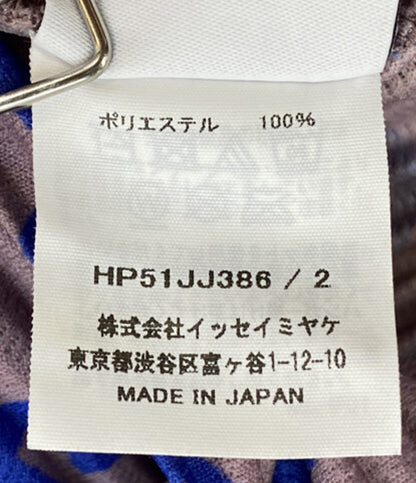 ポリエステル 100%
HP51JJ386 / 2
株式会社イッセイミヤケ
東京都渋谷区富ヶ谷1-12-10
MADE IN JAPAN